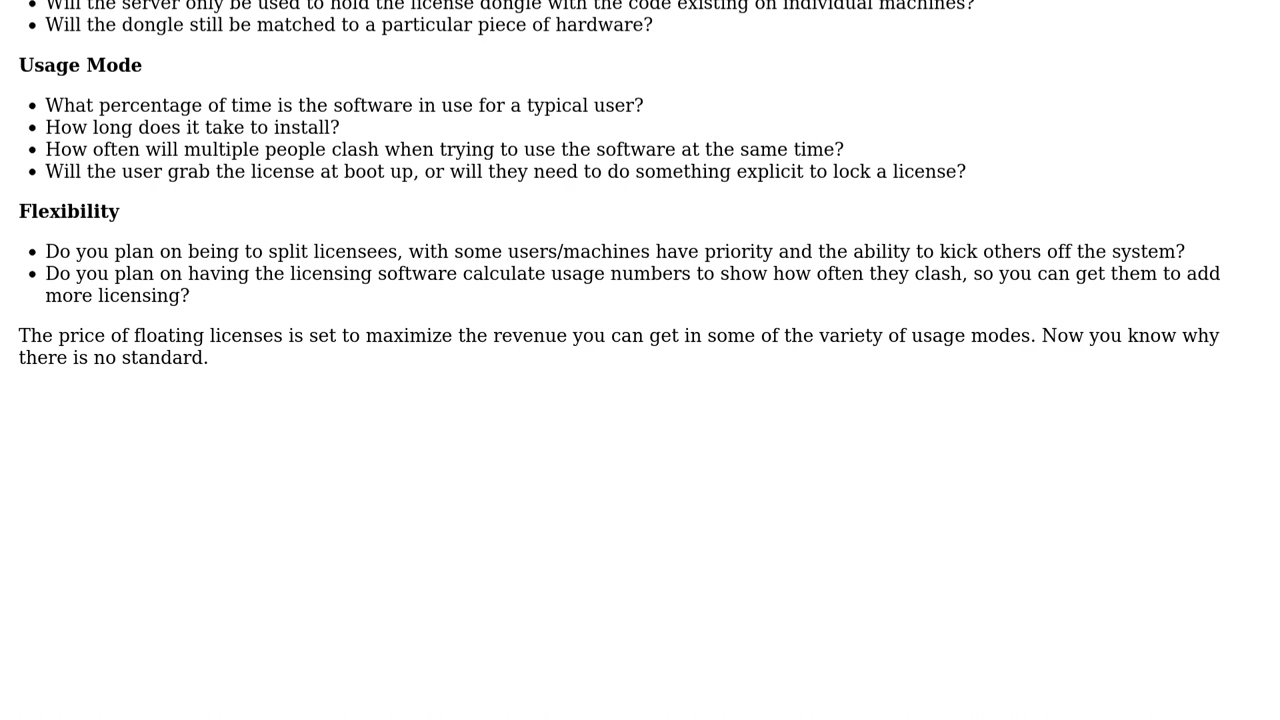 Will the server only be used to hold the license dongle with the code existing on individual machines?
Will the dongle still be matched to a particular piece of hardware?
Usage Mode
What percentage of time is the software in use for a typical user?
How long does it take to install?
How often will multiple people clash when trying to use the software at the same time?
Will the user grab the license at boot up, or will they need to do something explicit to lock a license?
Flexibility
Do you plan on being to split licensees, with some users/machines have priority and the ability to kick others off the system?
Do you plan on having the licensing software calculate usage numbers to show how often they clash, so you can get them to add
more licensing?
The price of floating licenses is set to maximize the revenue you can get in some of the variety of usage modes. Now you know why
there is no standard.